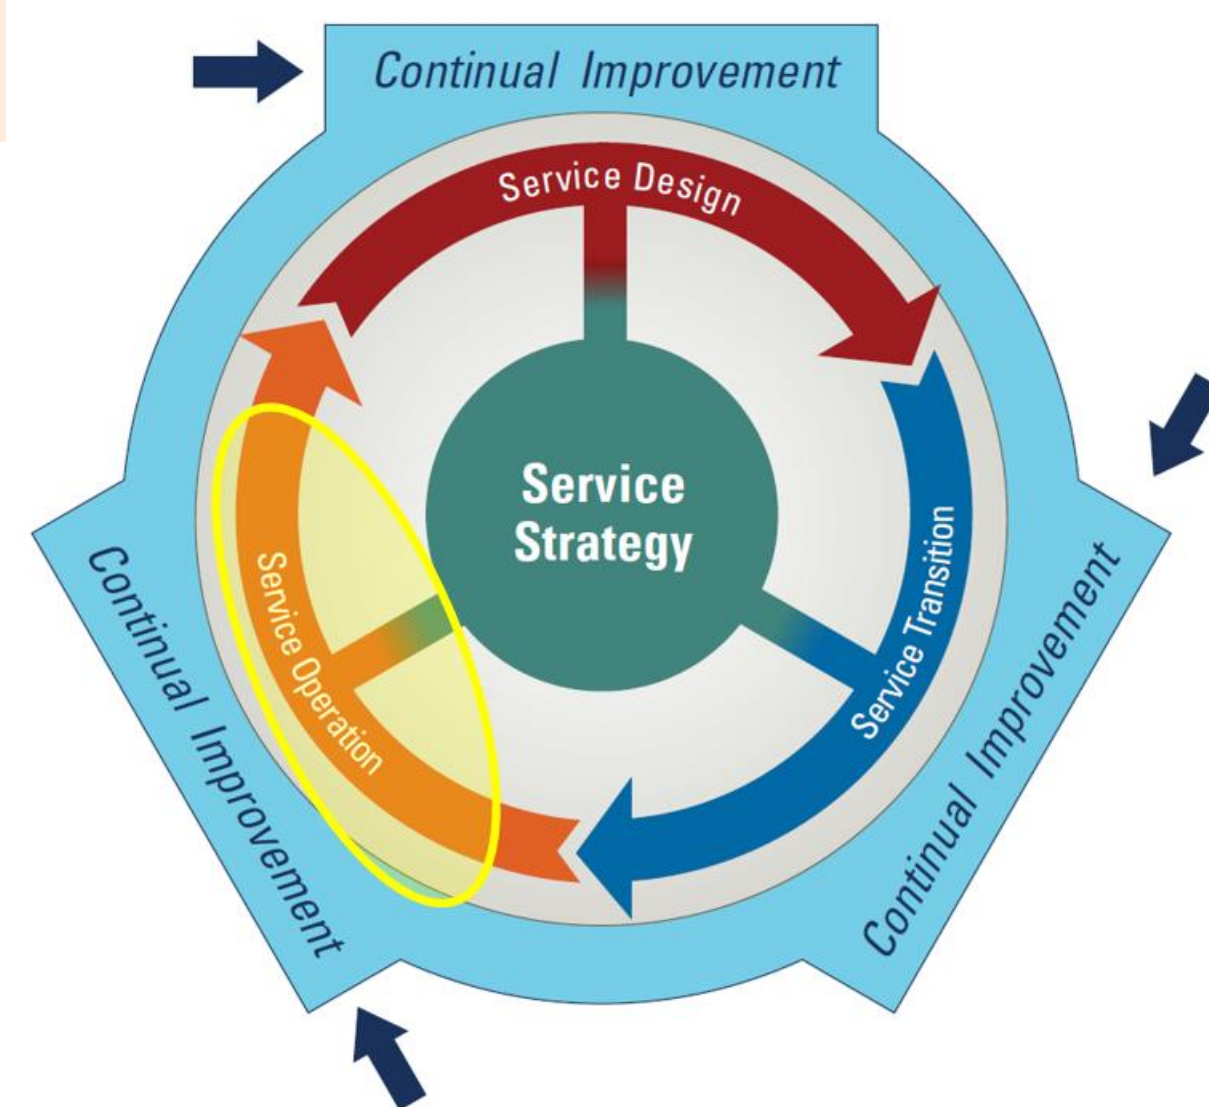 Continual Improvement
Service Design
Service
Strategy
Service Transition
Service Operation
Continual Improvement
Continual Improvement